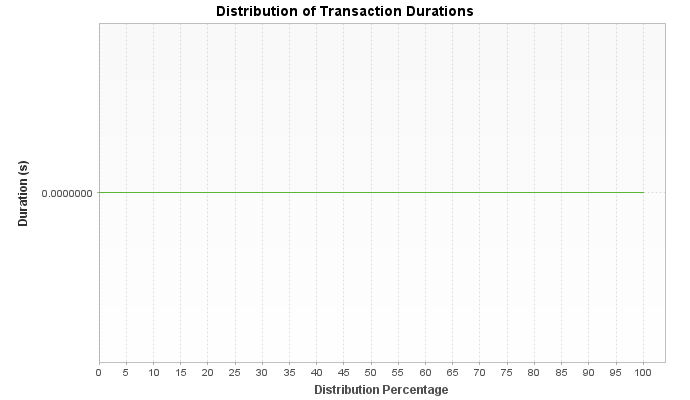 Distribution of Transaction Durations
Duration (s)
0.0000000
0 5 10 15 20 25 30 35 40 45 50 55 60 65 70 75 80 85 90 95 100
Distribution Percentage